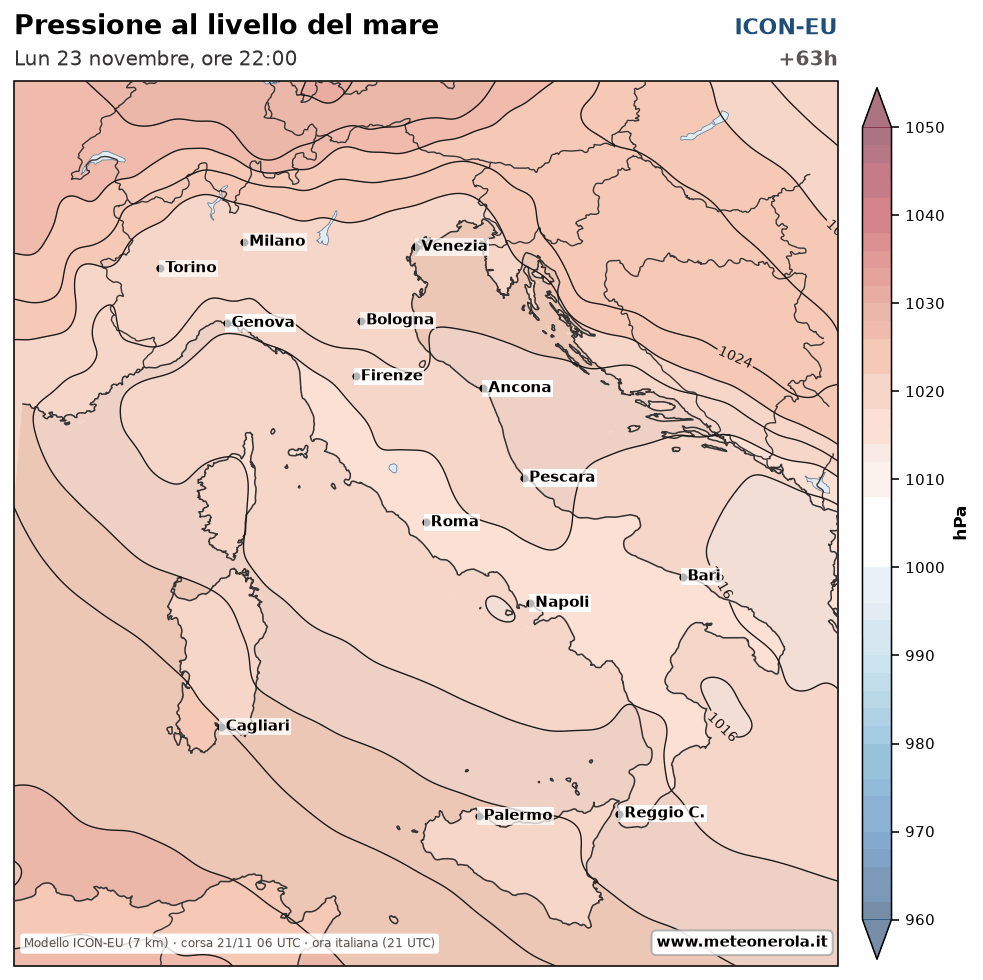 Pressione al livello del mare
ICON-EU
Lun 23 novembre, ore 22:00
+63h
Milano
Venezia
Torino
Genova
Bologna
1024
Firenze
Ancona
Pescara
Roma
Bari
Napoli
1016
Cagliari
Palermo
Reggio C.
Modello ICON-EU (7 km) · corsa 21/11 06 UTC · ora italiana (21 UTC)
www.meteonerola.it
1050
1040
1030
1020
1010
1000
990
980
970
960
hPa